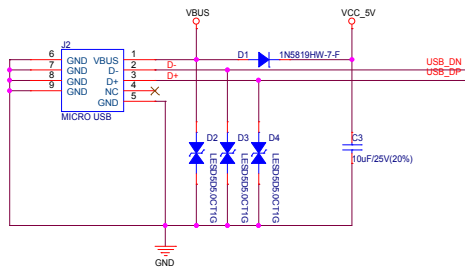 VBUS
VCC_5V
J2
D1
1N5819HW-7-F
6 GND VBUS 1
7 GND D- 2 D-
8 GND D+ 3 D+
9 GND NC 4
GND 5
MICRO USB
USB_DN
USB_DP
D2
D3
D4
C3
LESD5D5.0CT1G
LESD5D5.0CT1G
LESD5D5.0CT1G
10uF/25V(20%)
GND